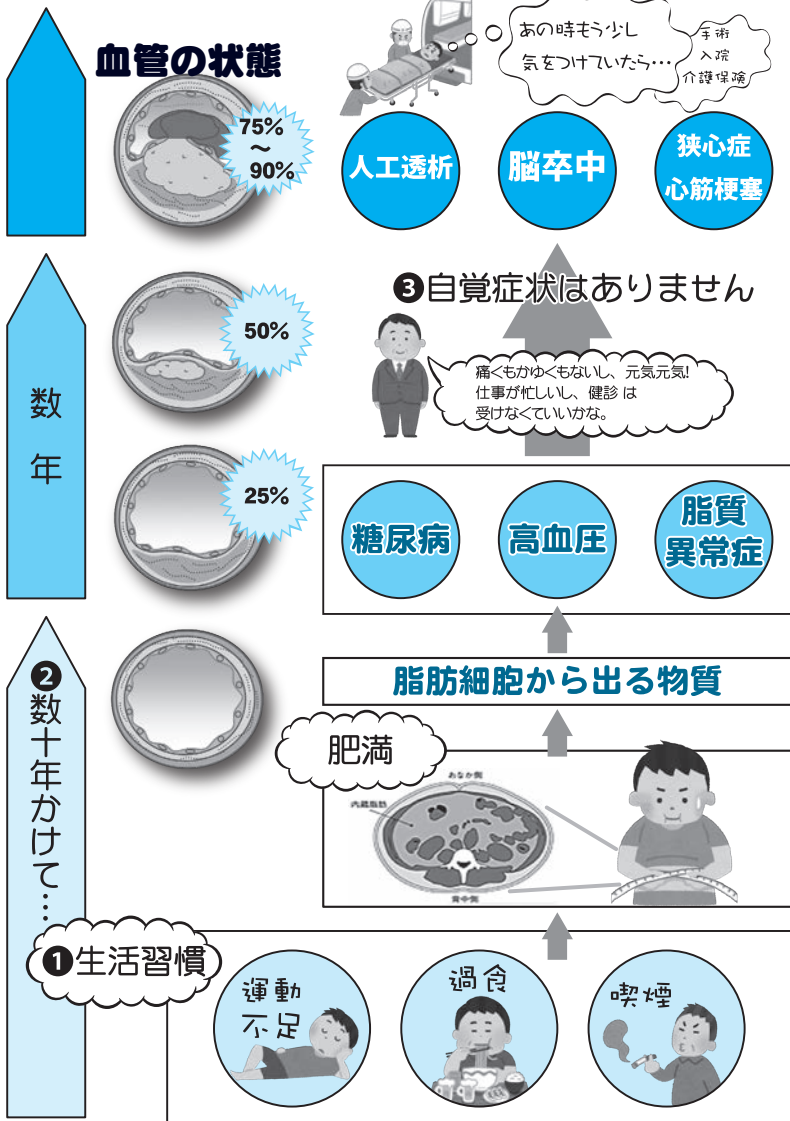 血管の状態
あの時もう少し
気をつけていたら…
手術
入院
介護保険
75%
～
90%
人工透析
脳卒中
狭心症
心筋梗塞
❸自覚症状はありません
50%
痛くもかゆくもないし、元気元気!
仕事が忙しいし、健診 は
受けなくていいかな。
数年
25%
糖尿病
高血圧
脂質
異常症
❷数十年かけて…
脂肪細胞から出る物質
肥満
おなか側
内臓脂肪
背中側
❶生活習慣
運動
不足
過食
喫煙